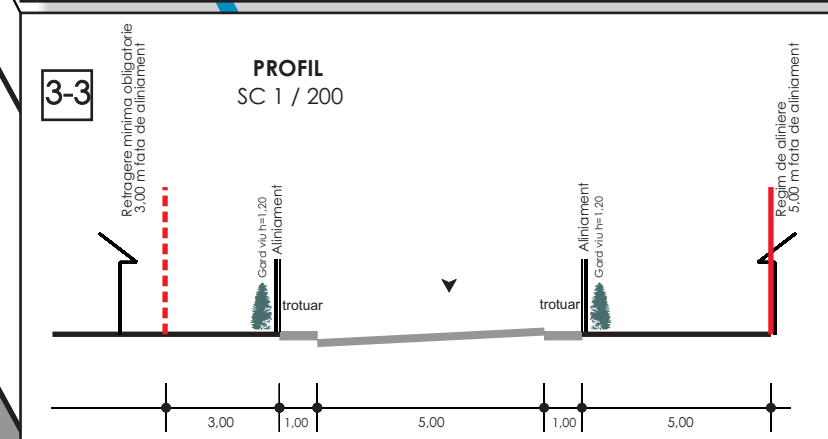 3-3
PROFIL
SC 1 / 200
Retragere minima obligatorie
3,00 m fata de aliniament
Gard viu h=1,20
Aliniament
trotuar
trotuar
Aliniament
Gard viu h=1,20
Regim de aliniere
5,00 m fata de aliniament
3,00
1,00
5,00
1,00
5,00